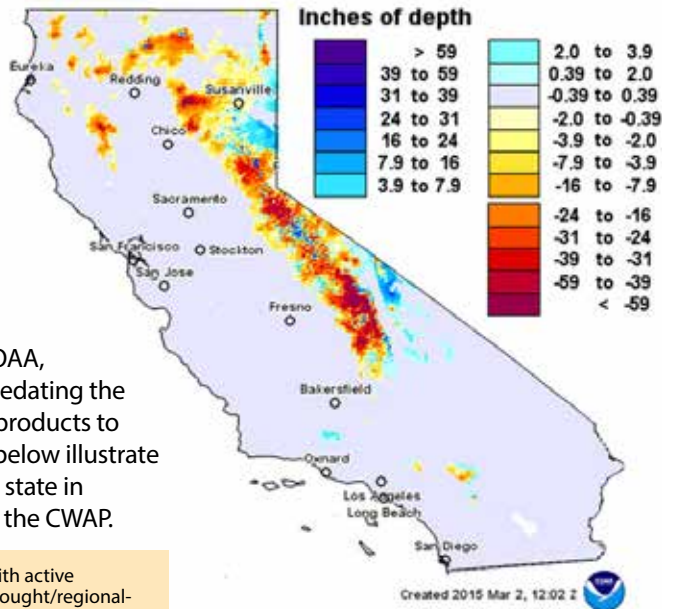 Inches of depth
> 59
39 to 59
31 to 39
24 to 31
16 to 24
7.9 to 16
3.9 to 7.9
2.0 to 3.9
0.39 to 2.0
-0.39 to 0.39
-2.0 to -0.39
-3.9 to -2.0
-7.9 to -3.9
-16 to -7.9
-24 to -16
-31 to -24
-39 to -31
-59 to -39
< -59
Eureka
Redding
Susanville
Chico
Sacramento
San Francisco
Stockton
San Jose
Fresno
Bakersfield
Oxnard
Los Angeles
Long Beach
San Diego
OAA,
edating the
products to
below illustrate
state in
the CWAP.
ith active
ought/regional-
Created 2015 Mar 2, 12:02 Z